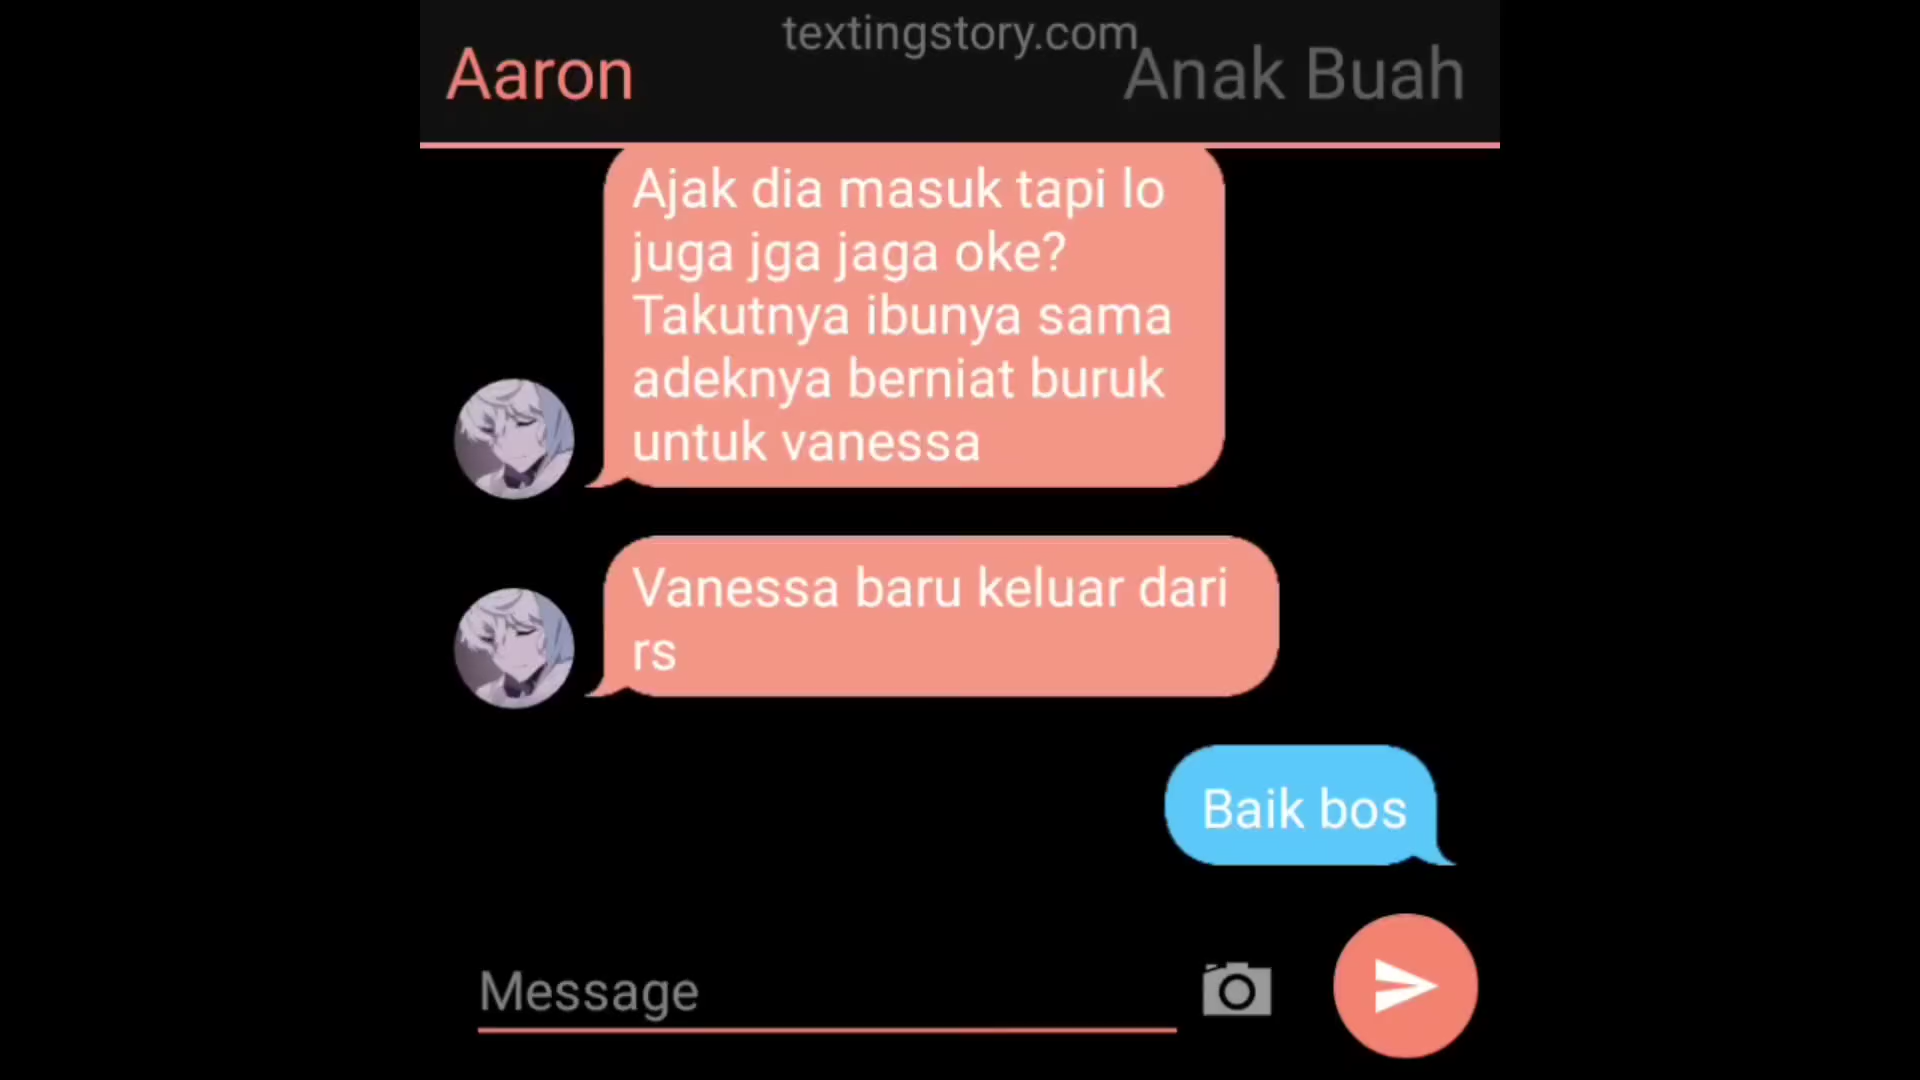 textingstory.com
Aaron
Anak Buah
Ajak dia masuk tapi lo
juga jga jaga oke?
Takutnya ibunya sama
adeknya berniat buruk
untuk vanessa
Vanessa baru keluar dari
rs
Baik bos
Message